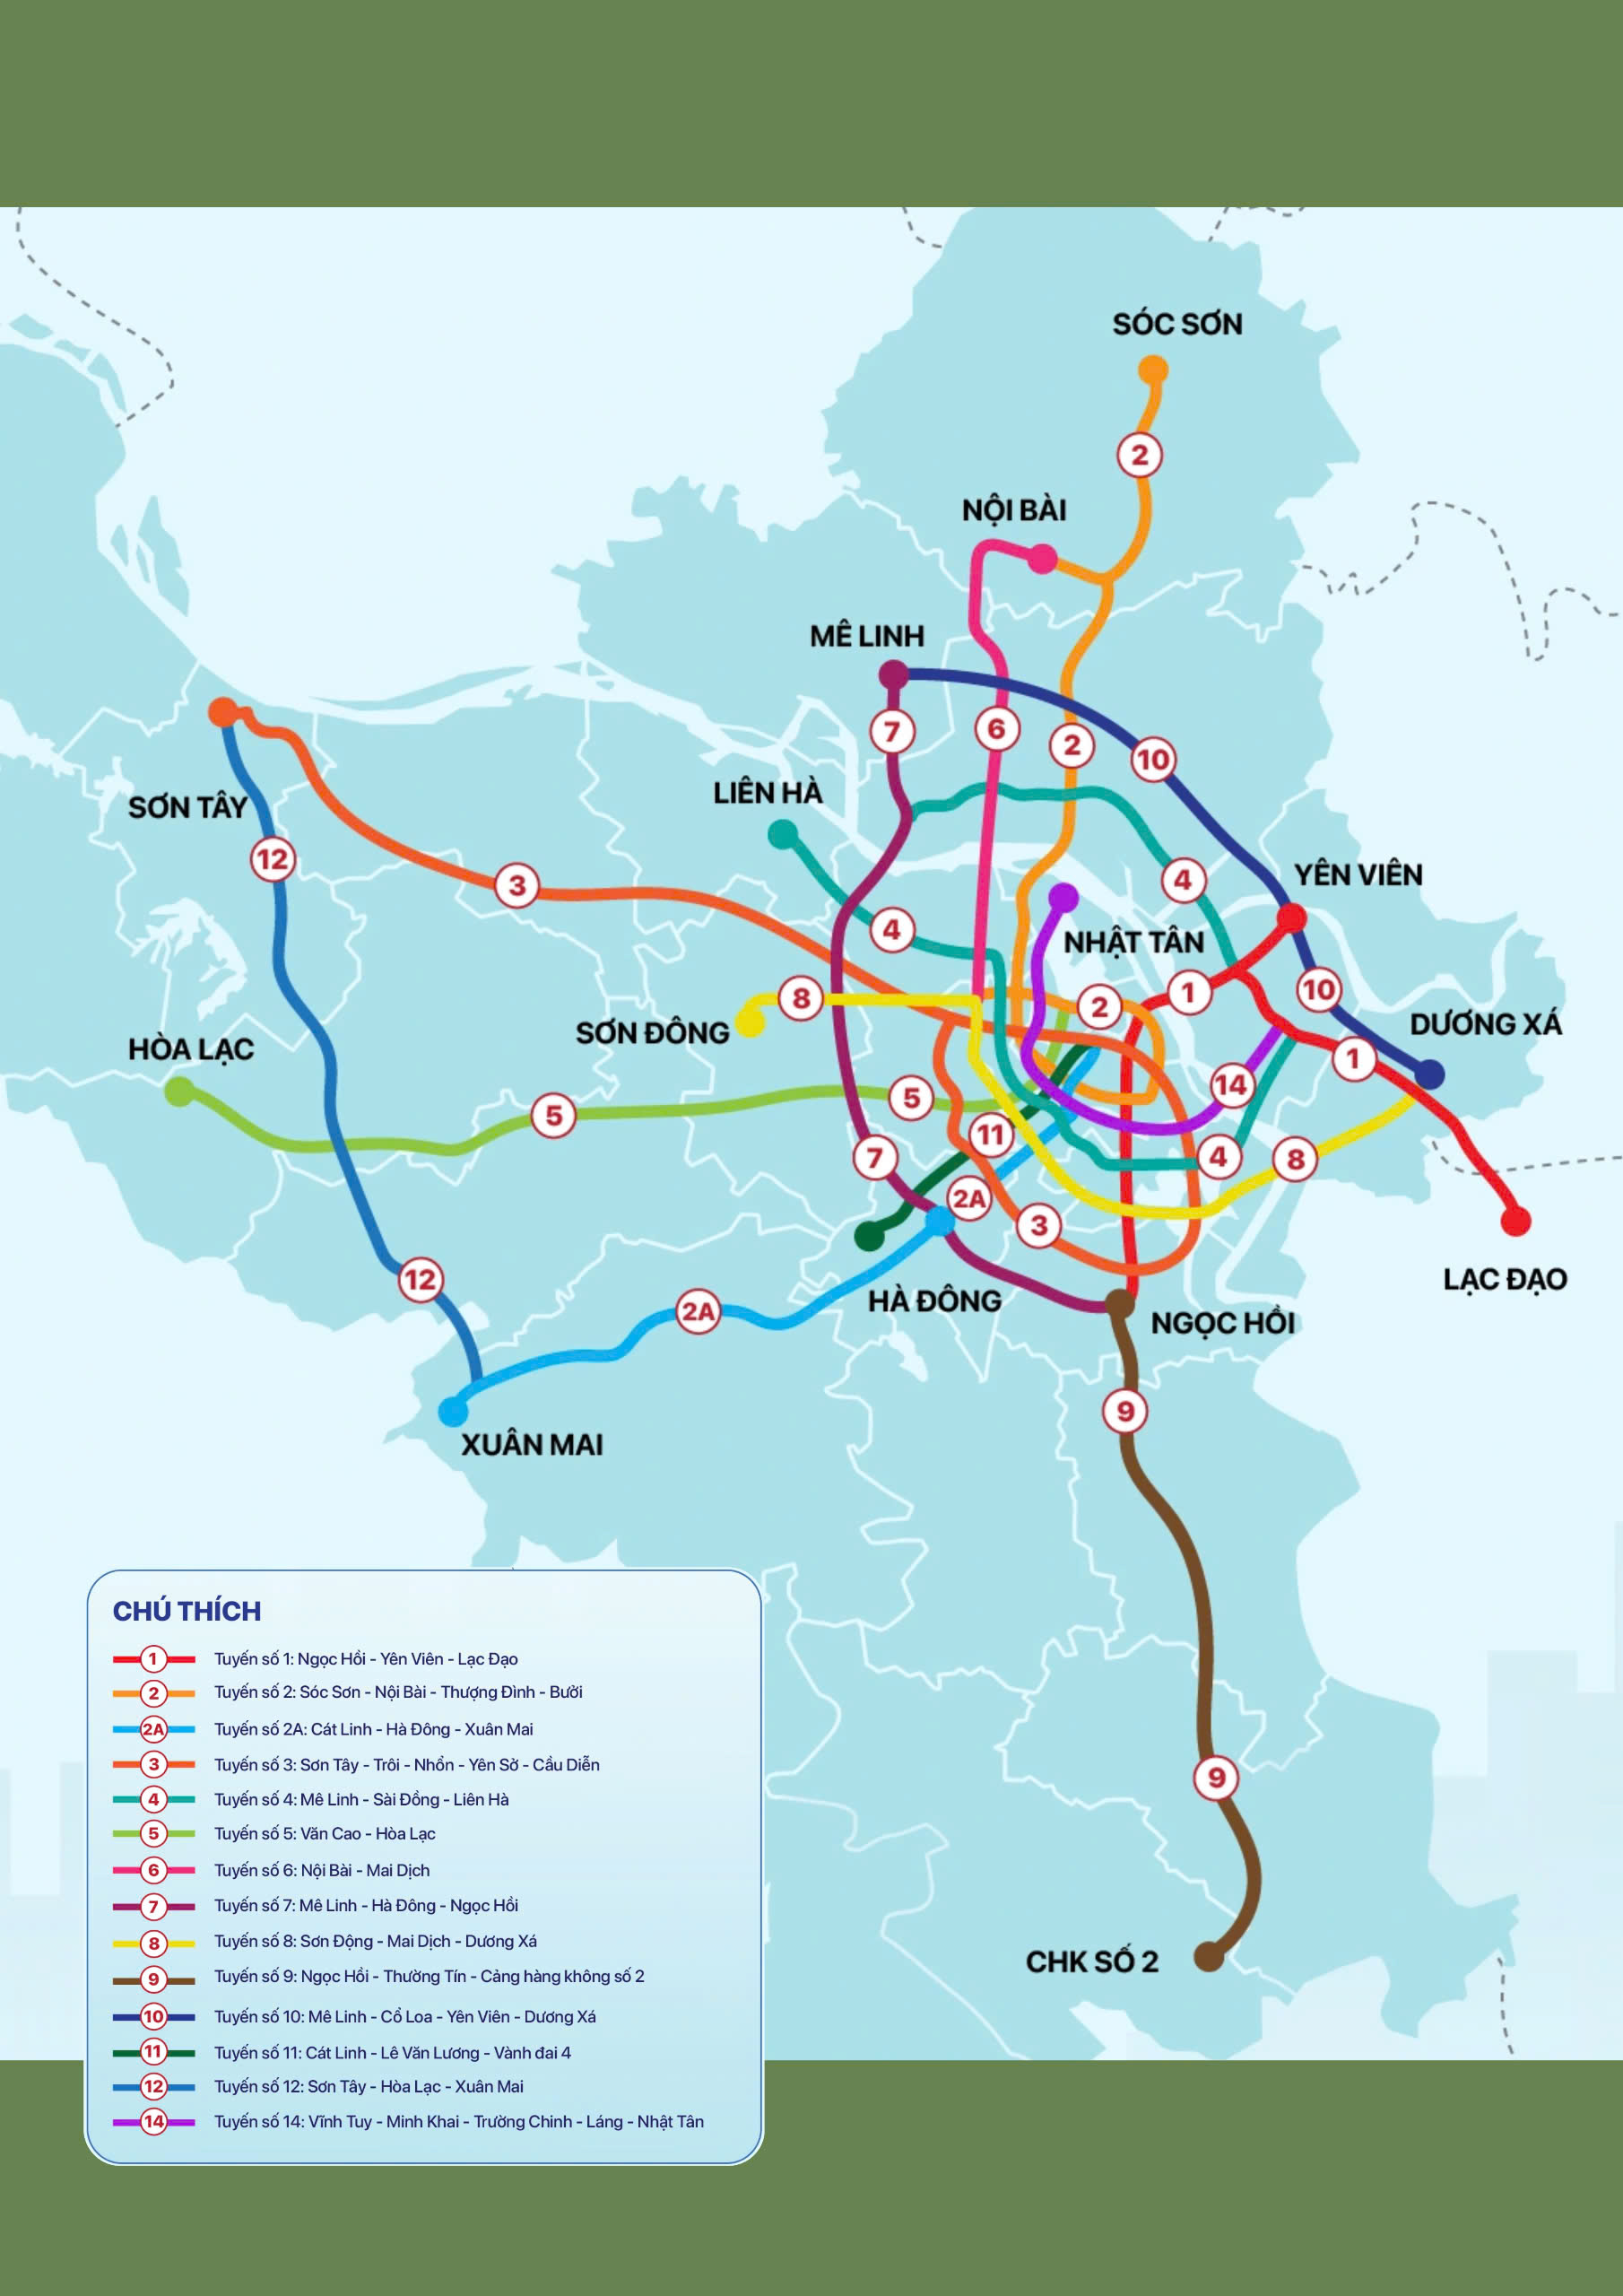 SÓC SƠN
2
NỘI BÀI
MÊ LINH
7
6
2
10
LIÊN HÀ
SƠN TÂY
12
3
4
YÊN VIÊN
4
NHẬT TÂN
8
2
1
10
SƠN ĐỒNG
DƯƠNG XÁ
HÒA LẠC
1
5
5
14
11
7
4
8
2A
3
12
LẠC ĐẠO
2A
HÀ ĐÔNG
NGỌC HỒI
9
XUÂN MAI
9
CHK SỐ 2
CHÚ THÍCH
1 Tuyến số 1: Ngọc Hồi - Yên Viên - Lạc Đạo
2 Tuyến số 2: Sóc Sơn - Nội Bài - Thượng Đình - Bưởi
2A Tuyến số 2A: Cát Linh - Hà Đông - Xuân Mai
3 Tuyến số 3: Sơn Tây - Trôi - Nhổn - Yên Sở - Cầu Diễn
4 Tuyến số 4: Mê Linh - Sài Đồng - Liên Hà
5 Tuyến số 5: Văn Cao - Hòa Lạc
6 Tuyến số 6: Nội Bài - Mai Dịch
7 Tuyến số 7: Mê Linh - Hà Đông - Ngọc Hồi
8 Tuyến số 8: Sơn Động - Mai Dịch - Dương Xá
9 Tuyến số 9: Ngọc Hồi - Thường Tín - Cảng hàng không số 2
10 Tuyến số 10: Mê Linh - Cổ Loa - Yên Viên - Dương Xá
11 Tuyến số 11: Cát Linh - Lê Văn Lương - Vành đai 4
12 Tuyến số 12: Sơn Tây - Hòa Lạc - Xuân Mai
14 Tuyến số 14: Vĩnh Tuy - Minh Khai - Trường Chinh - Láng - Nhật Tân